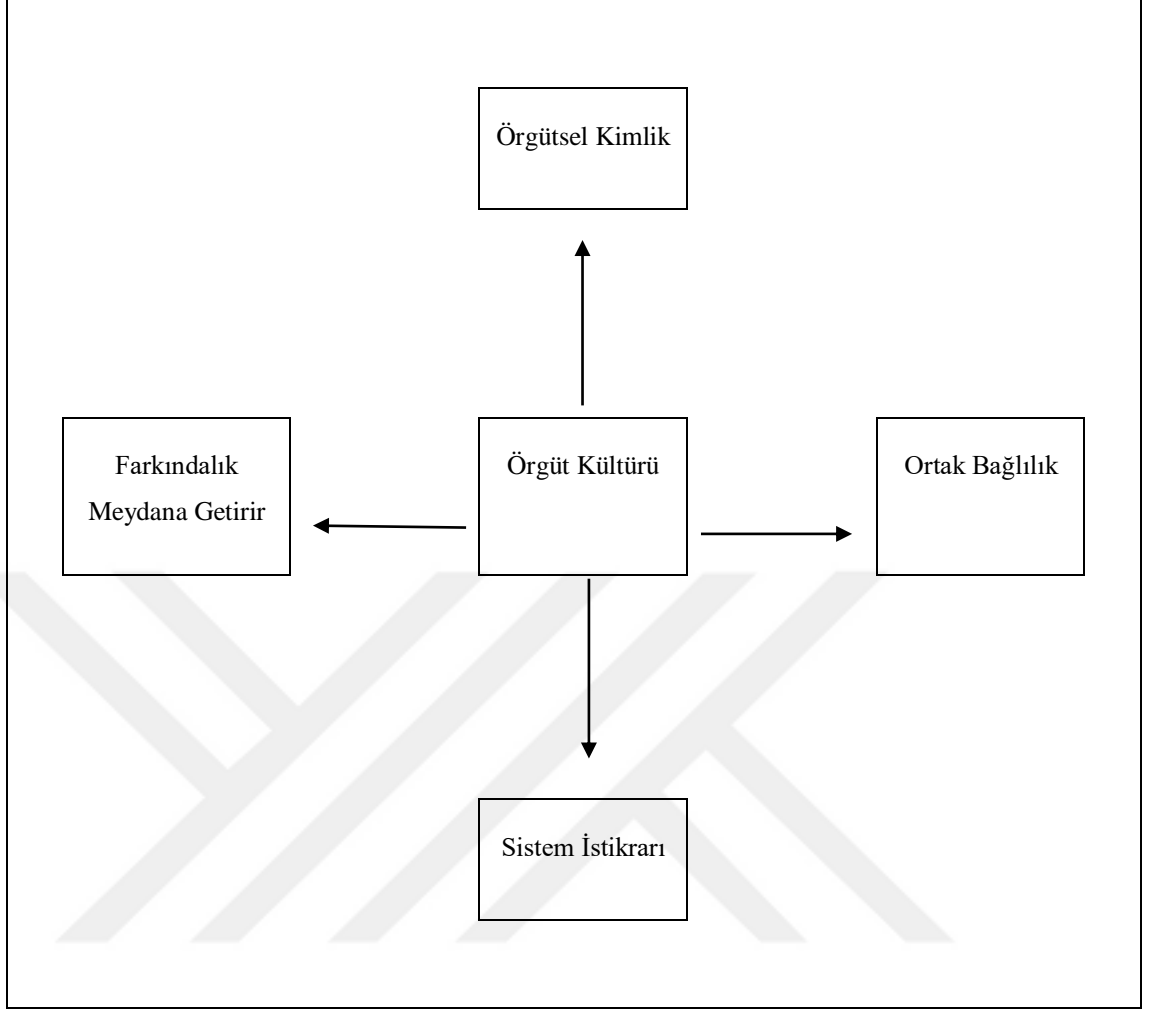 Örgütsel Kimlik
Farkındalık
Meydana Getirir
Örgüt Kültürü
Ortak Bağlılık
Sistem İstikrarı